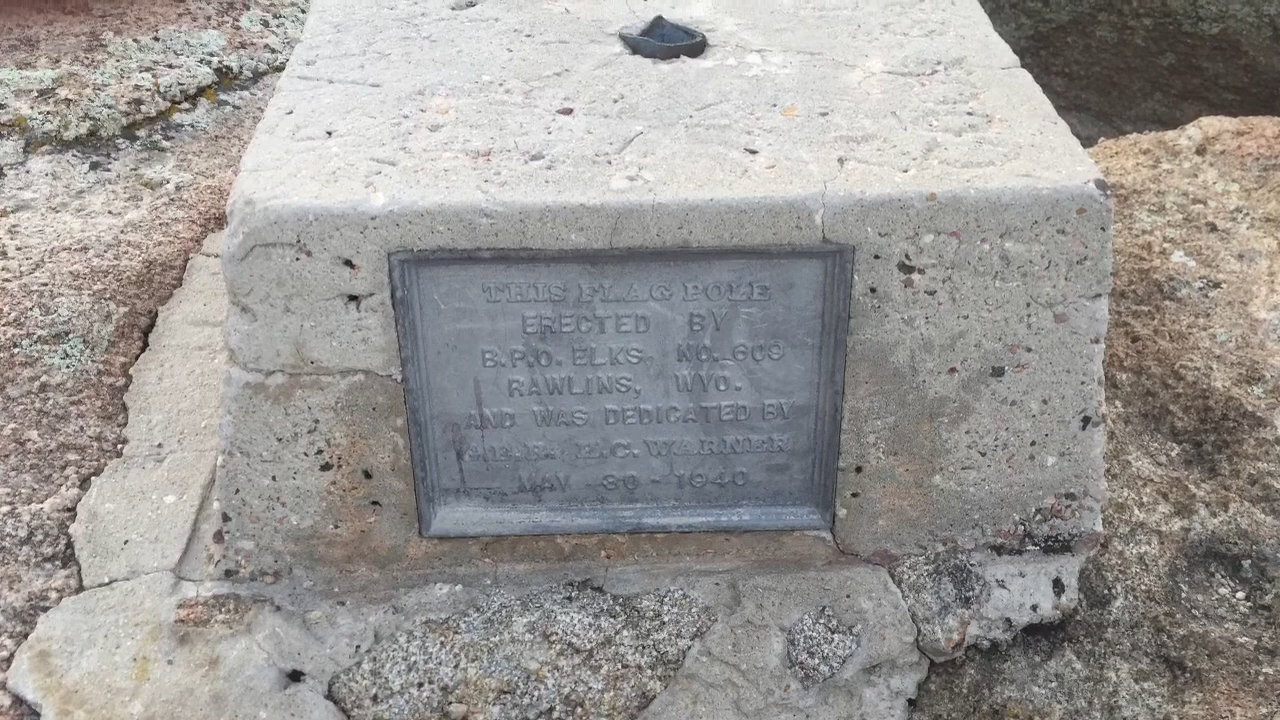 THIS FLAG POLE
ERECTED BY
B.P.O. ELKS, NO. 609
RAWLINS, WYO.
AND WAS DEDICATED BY
E.C. WARNER
MAY 30 - 1940